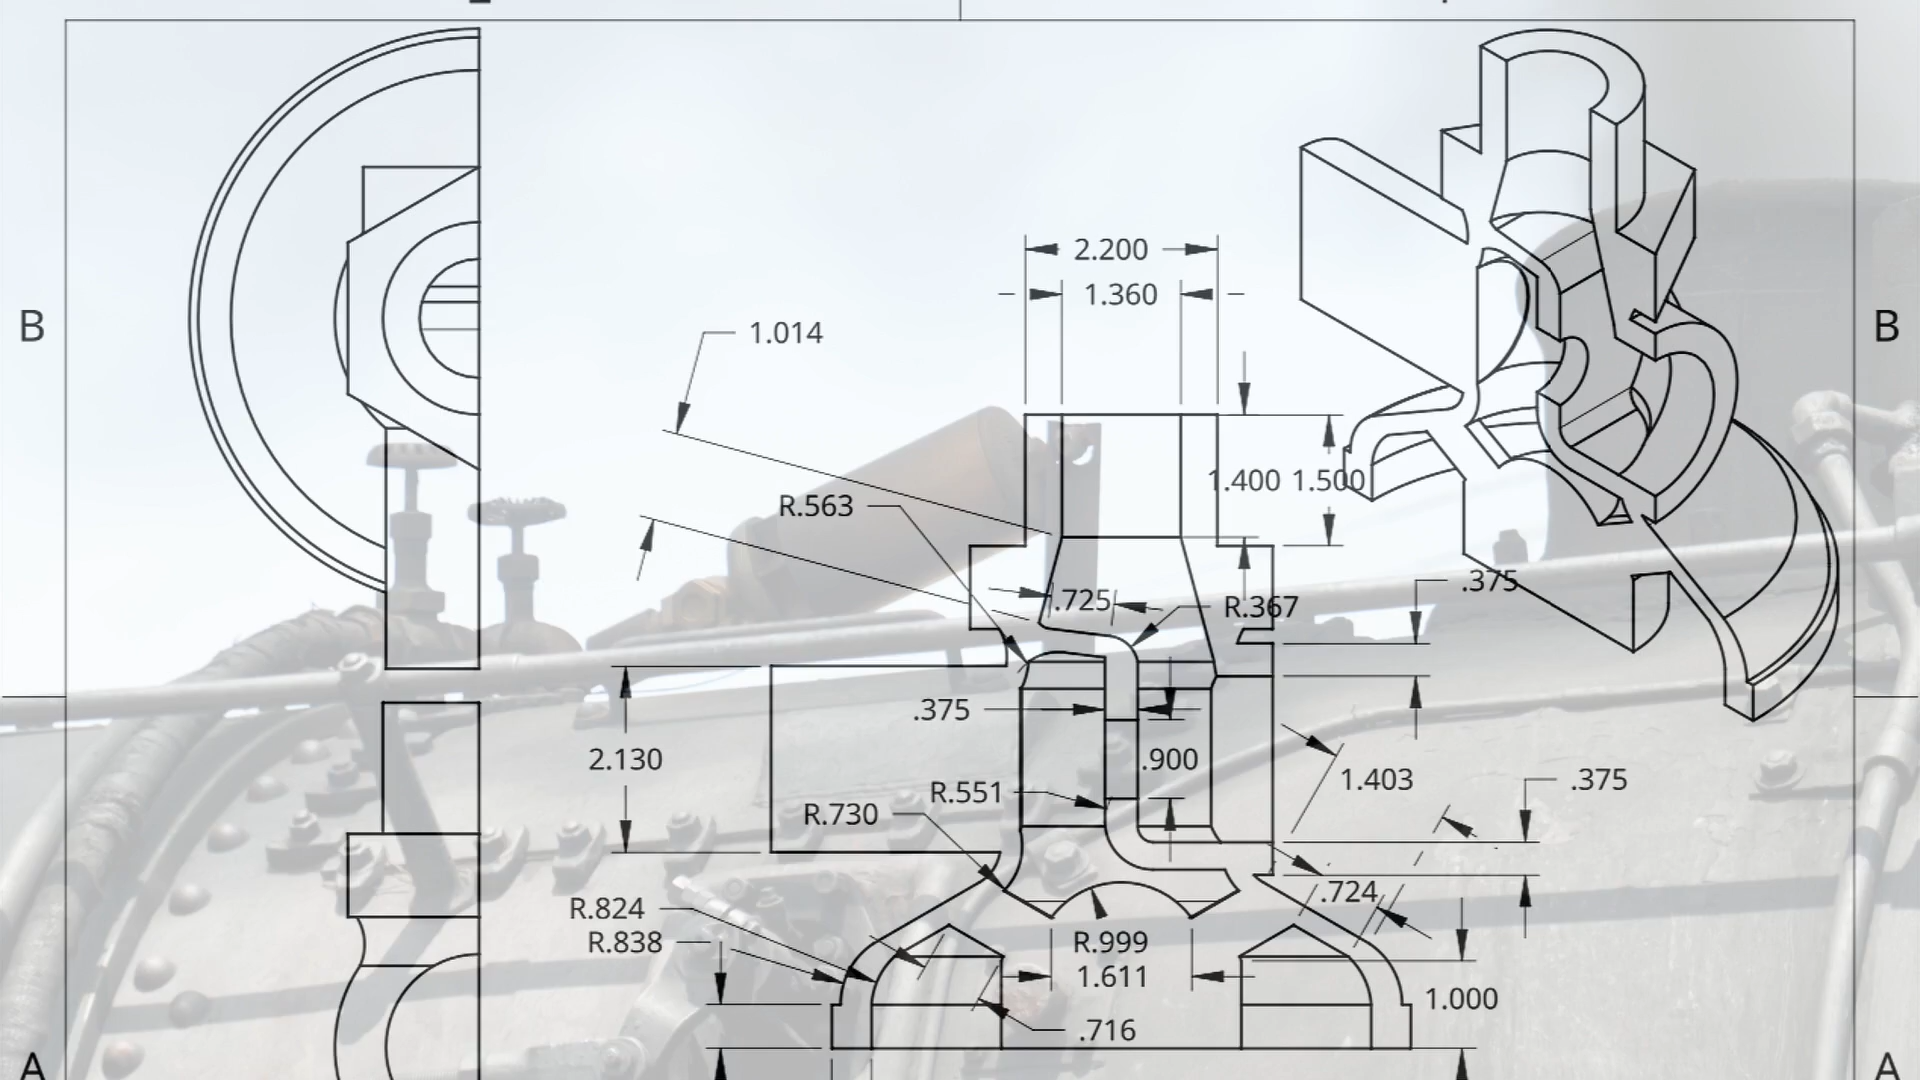 2.200
1.360
1.014
B
B
1.400 1.500
R.563
.375
.725
R.367
.375
2.130
.900
1.403
.375
R.551
R.730
.724
R.824
R.838
R.999
1.611
1.000
.716
A
A